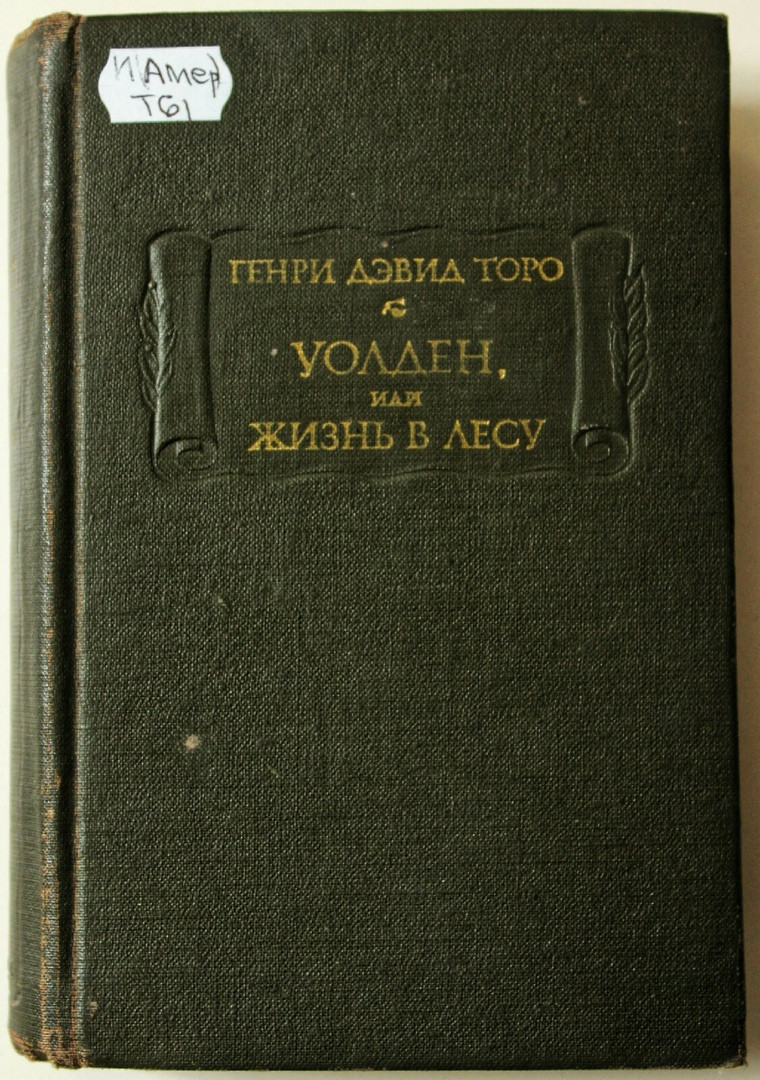 И(Амер)
Т61
ГЕНРИ ДЭВИД ТОРО
УОЛДЕН,
ИЛИ
ЖИЗНЬ В ЛЕСУ